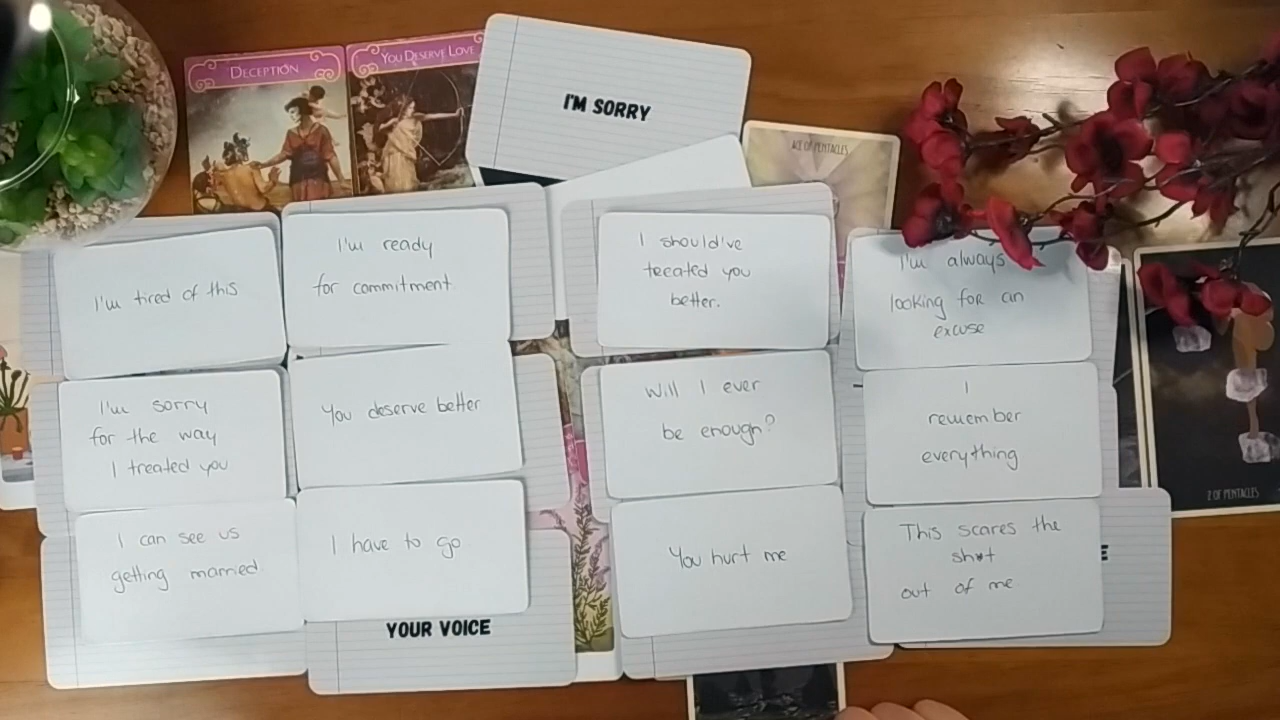 DECEPTION
YOU DESERVE LOVE
I'M SORRY
ACE OF PENTACLES
I'm tired of this
I'm ready
for commitment
I should've
treated you
better.
I'm always
looking for an
excuse
I'm sorry
for the way
I treated you
You deserve better
Will I ever
be enough?
I
remember
everything
I can see us
getting married
I have to go
You hurt me
This scares the
sh*t
out of me
YOUR VOICE
E
2 OF PENTACLES